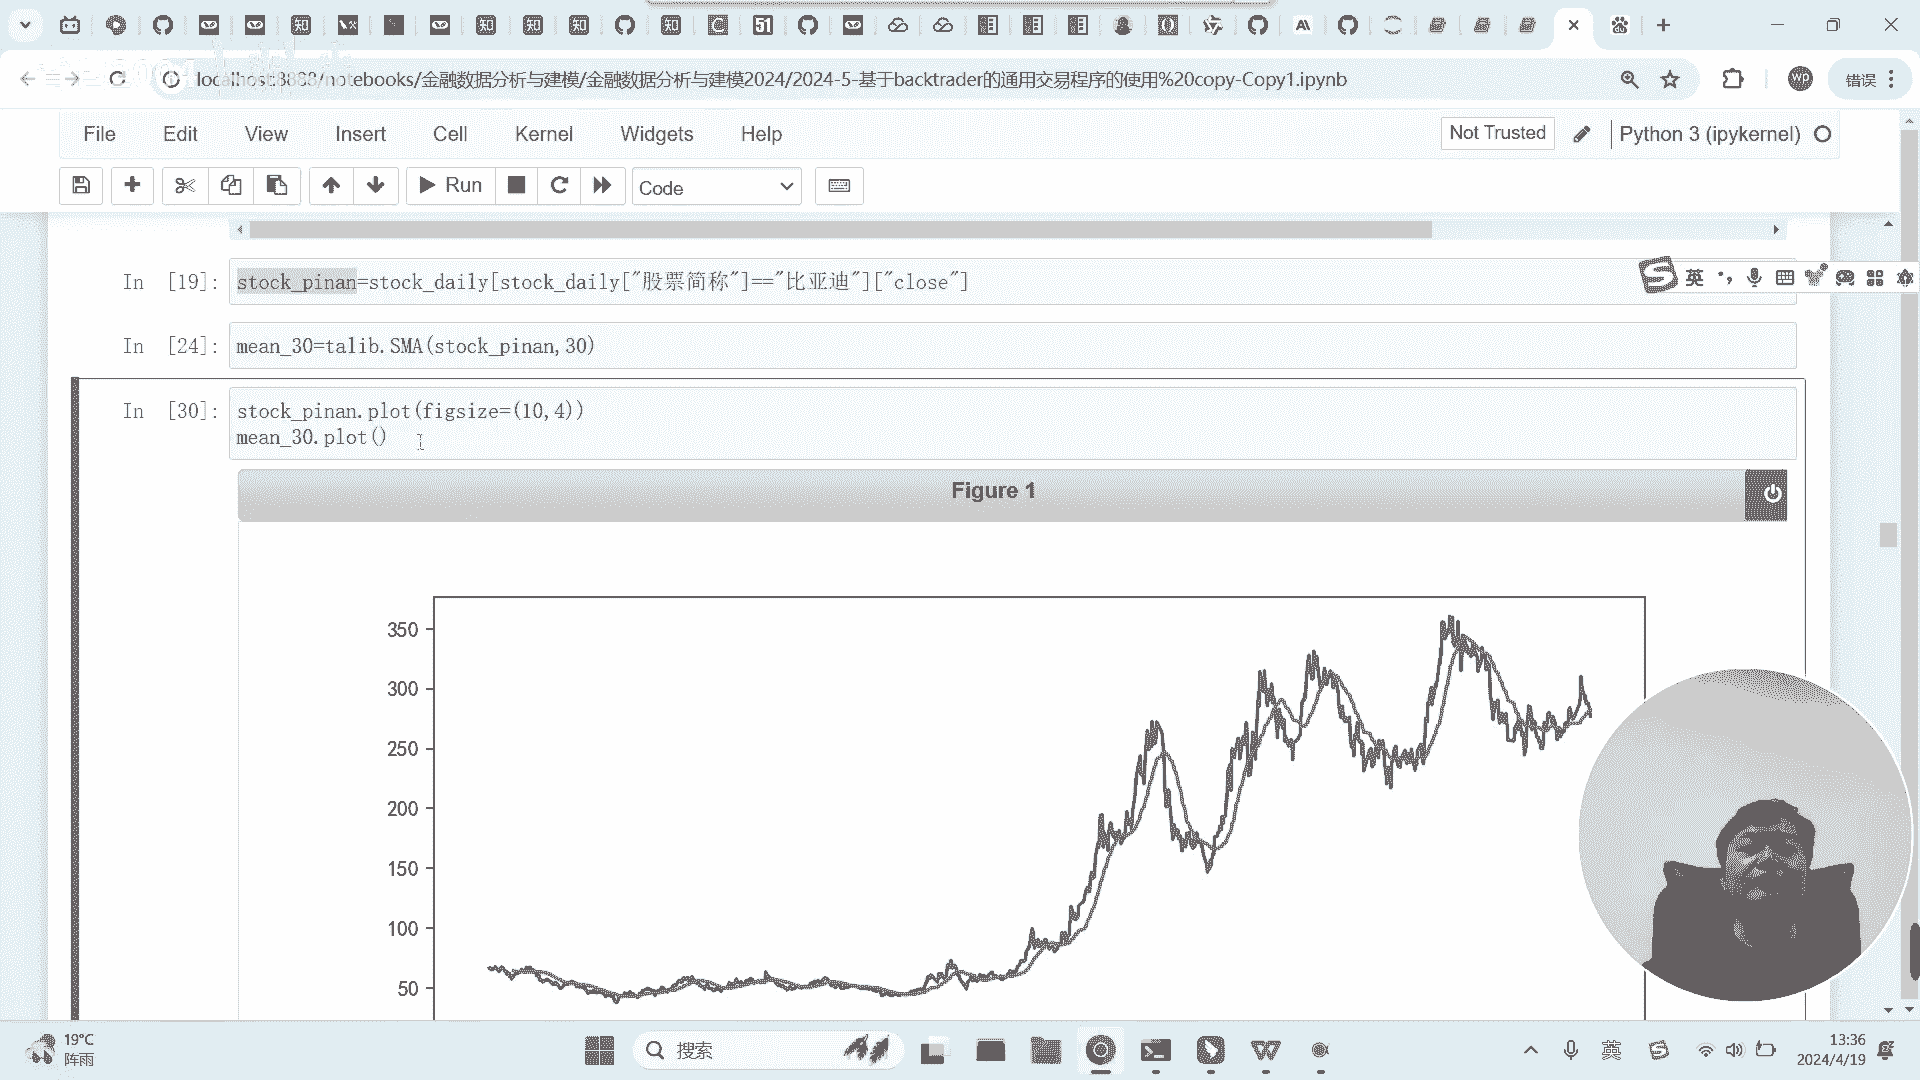 localhost:8888/notebooks/金融数据分析与建模/金融数据分析与建模2024/2024-5-基于backtrader的通用交易程序的使用%20copy-Copy1.ipynb
wp
错误
File Edit View Insert Cell Kernel Widgets Help
Not Trusted
Python 3 (ipykernel)
Run
Code
In [19]: stock_pinan=stock_daily[stock_daily["股票简称"]=="比亚迪"]["close"]
英
In [24]: mean_30=talib.SMA(stock_pinan,30)
In [30]: stock_pinan.plot(figsize=(10,4))
mean_30.plot()
Figure 1
350
300
250
200
150
100
50
19°C
阵雨
搜索
英
13:36
2024/4/19